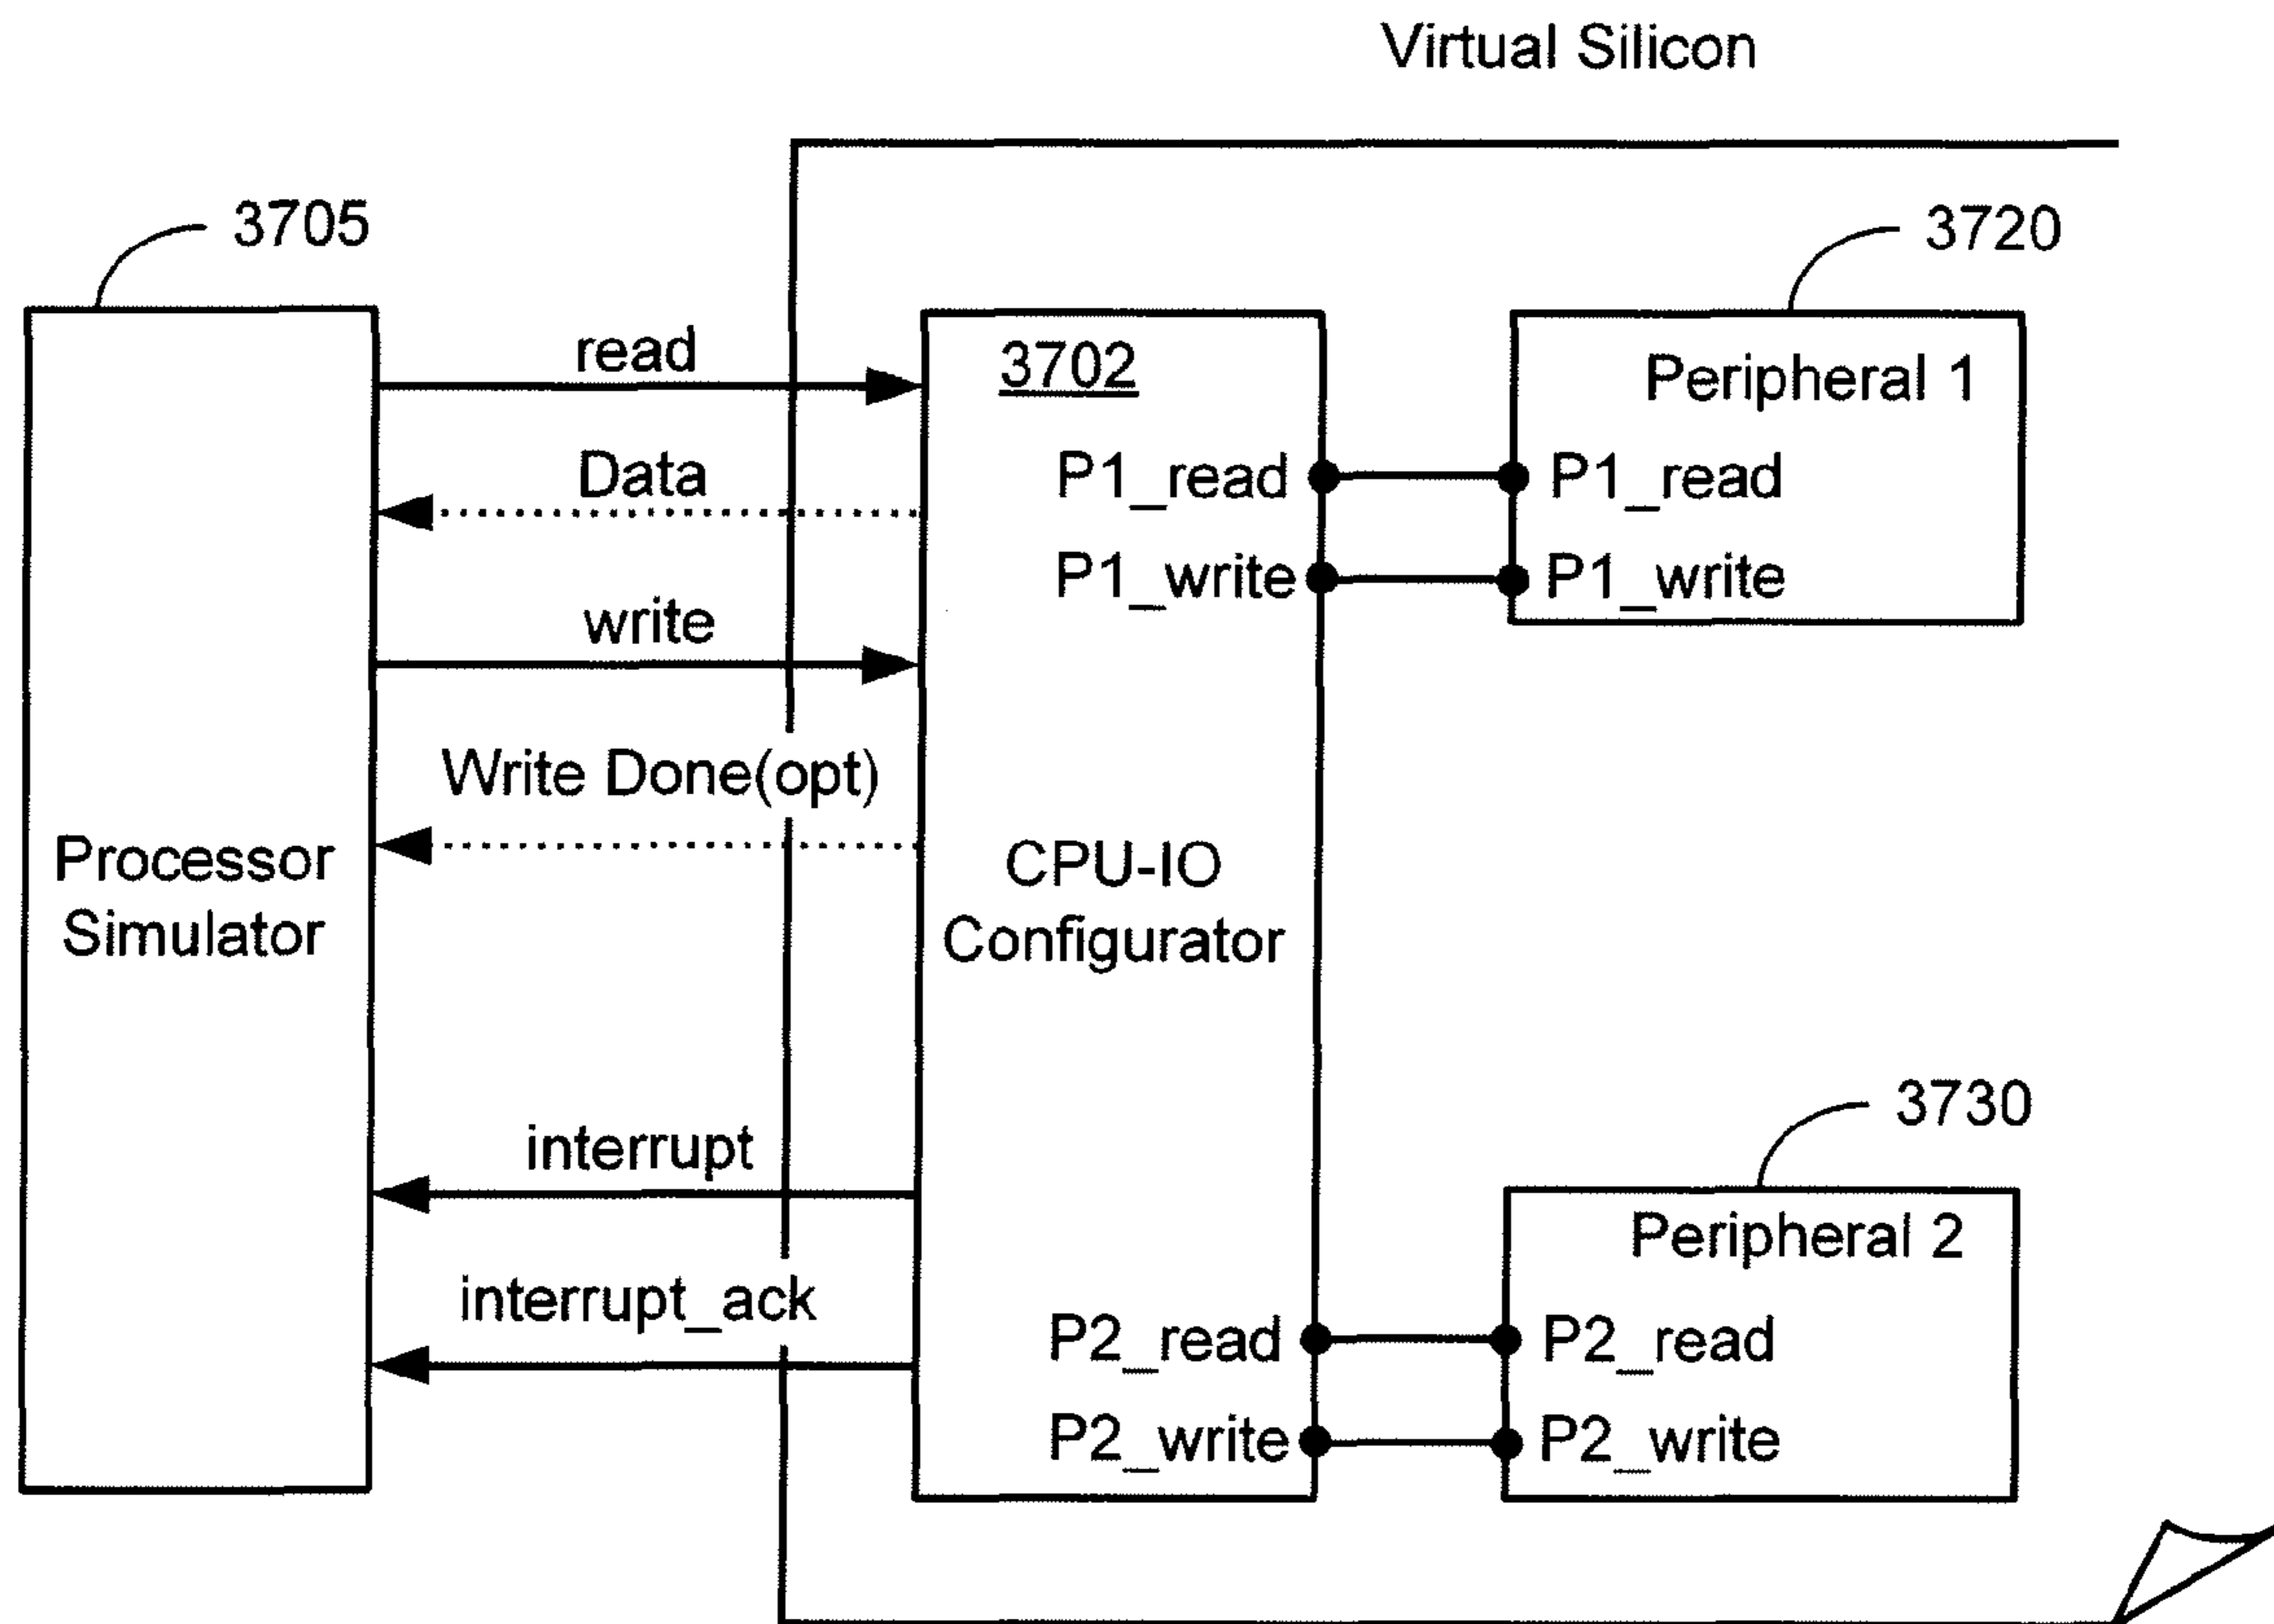 Virtual Silicon
3705
3720
read
3702
Peripheral 1
Data
P1_read
P1_read
P1_write
P1_write
write
Write Done(opt)
Processor
Simulator
CPU-IO
Configurator
3730
interrupt
Peripheral 2
interrupt_ack
P2_read
P2_read
P2_write
P2_write